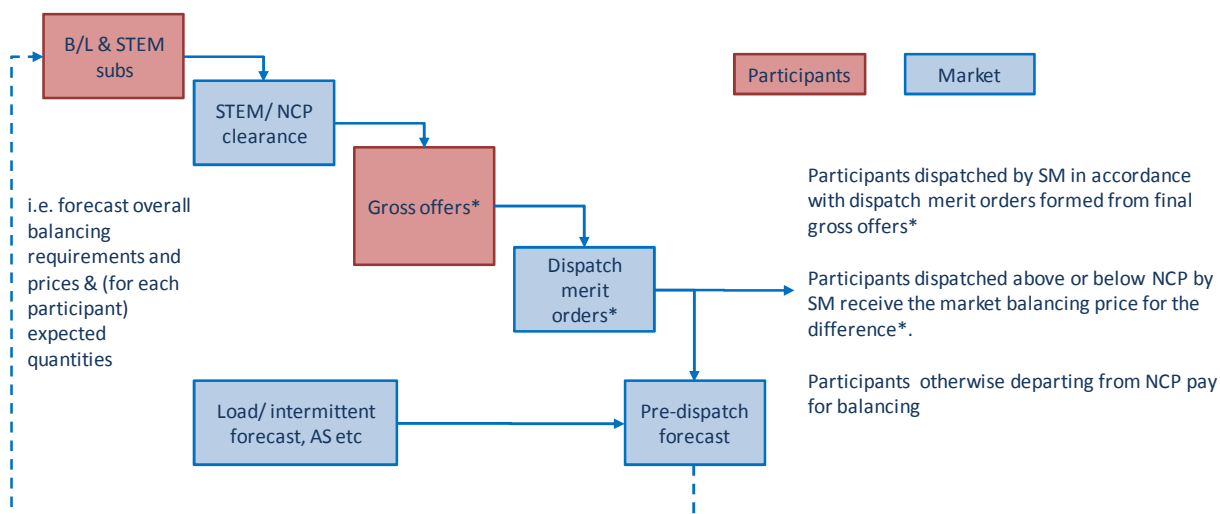 B/L & STEM
subs
Participants
Market
STEM/ NCP
clearance
Gross offers*
i.e. forecast overall
balancing
requirements and
prices & (for each
participant)
expected
quantities
Dispatch
merit
orders*
Participants dispatched by SM in accordance
with dispatch merit orders formed from final
gross offers*
Participants dispatched above or below NCP by
SM receive the market balancing price for the
difference*.
Participants otherwise departing from NCP pay
for balancing
Load/ intermittent
forecast, AS etc
Pre-dispatch
forecast